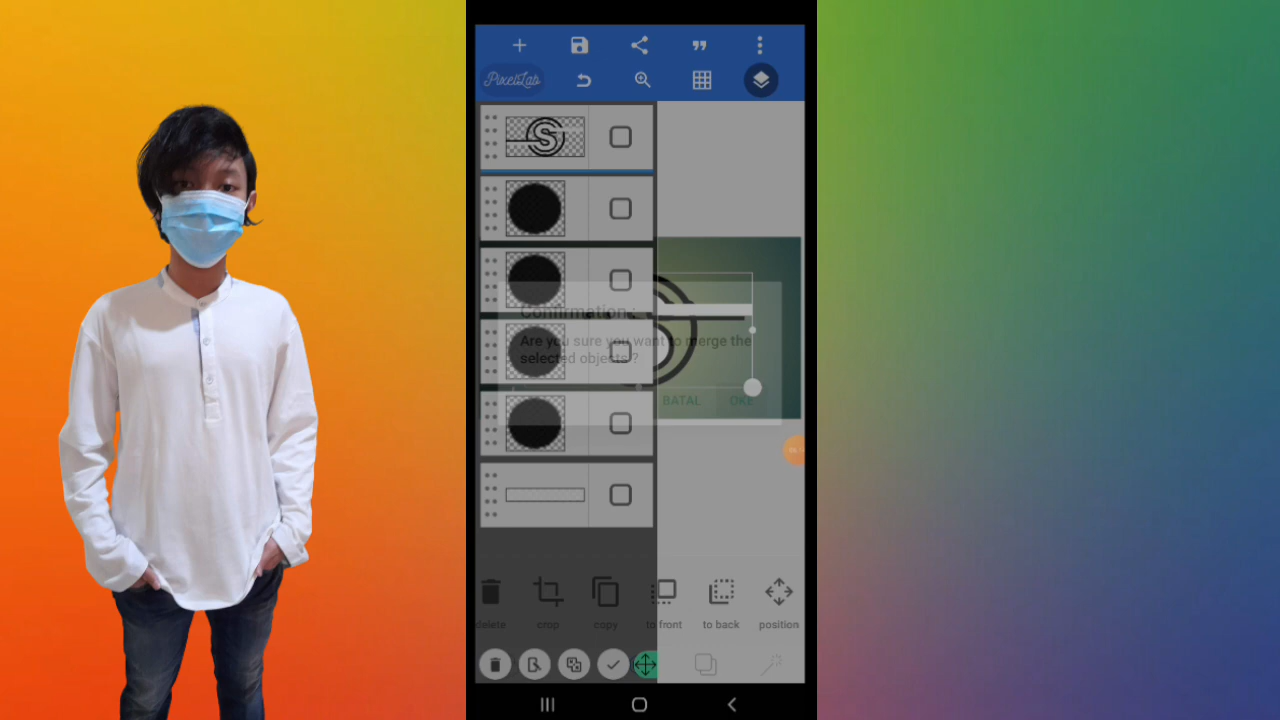 PixelLab
Confirmation :
Are you sure you want to merge the
selected objects ?
BATAL OKE
delete crop copy to front to back position